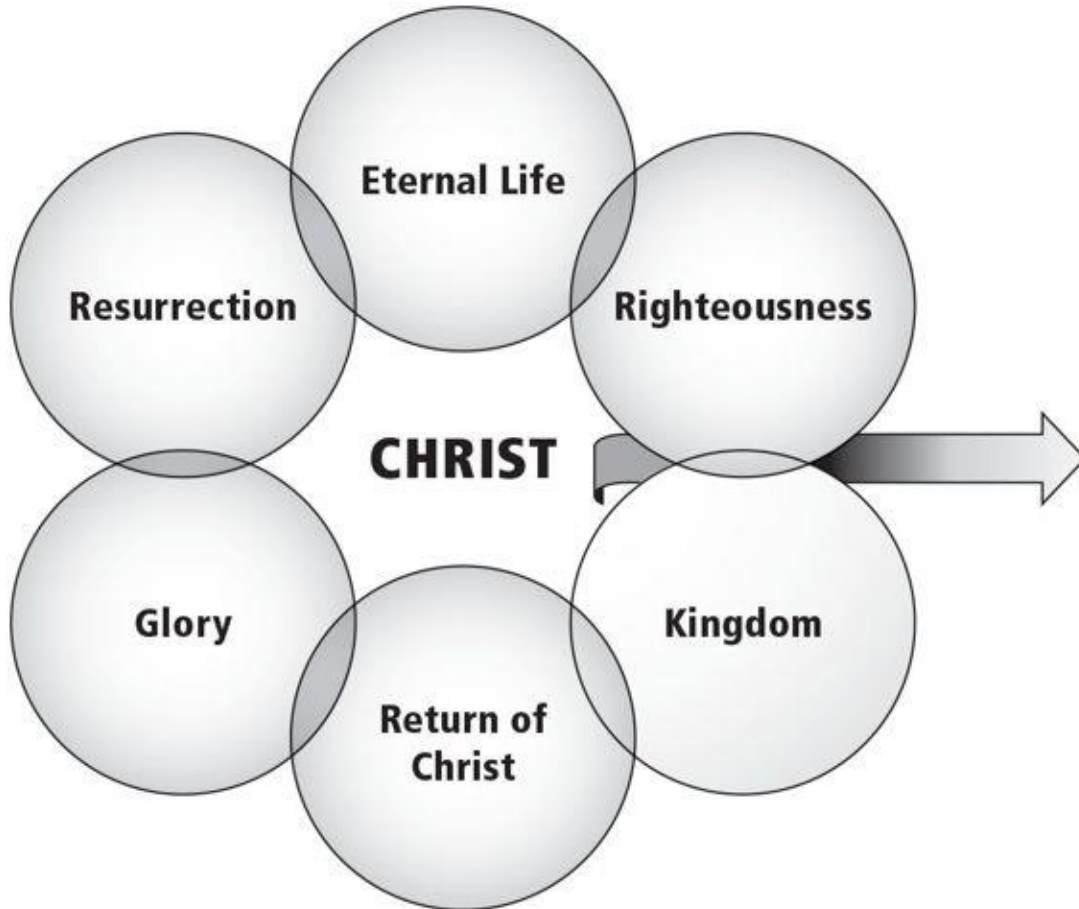 Eternal Life
Resurrection
Righteousness
CHRIST
Glory
Kingdom
Return of
Christ